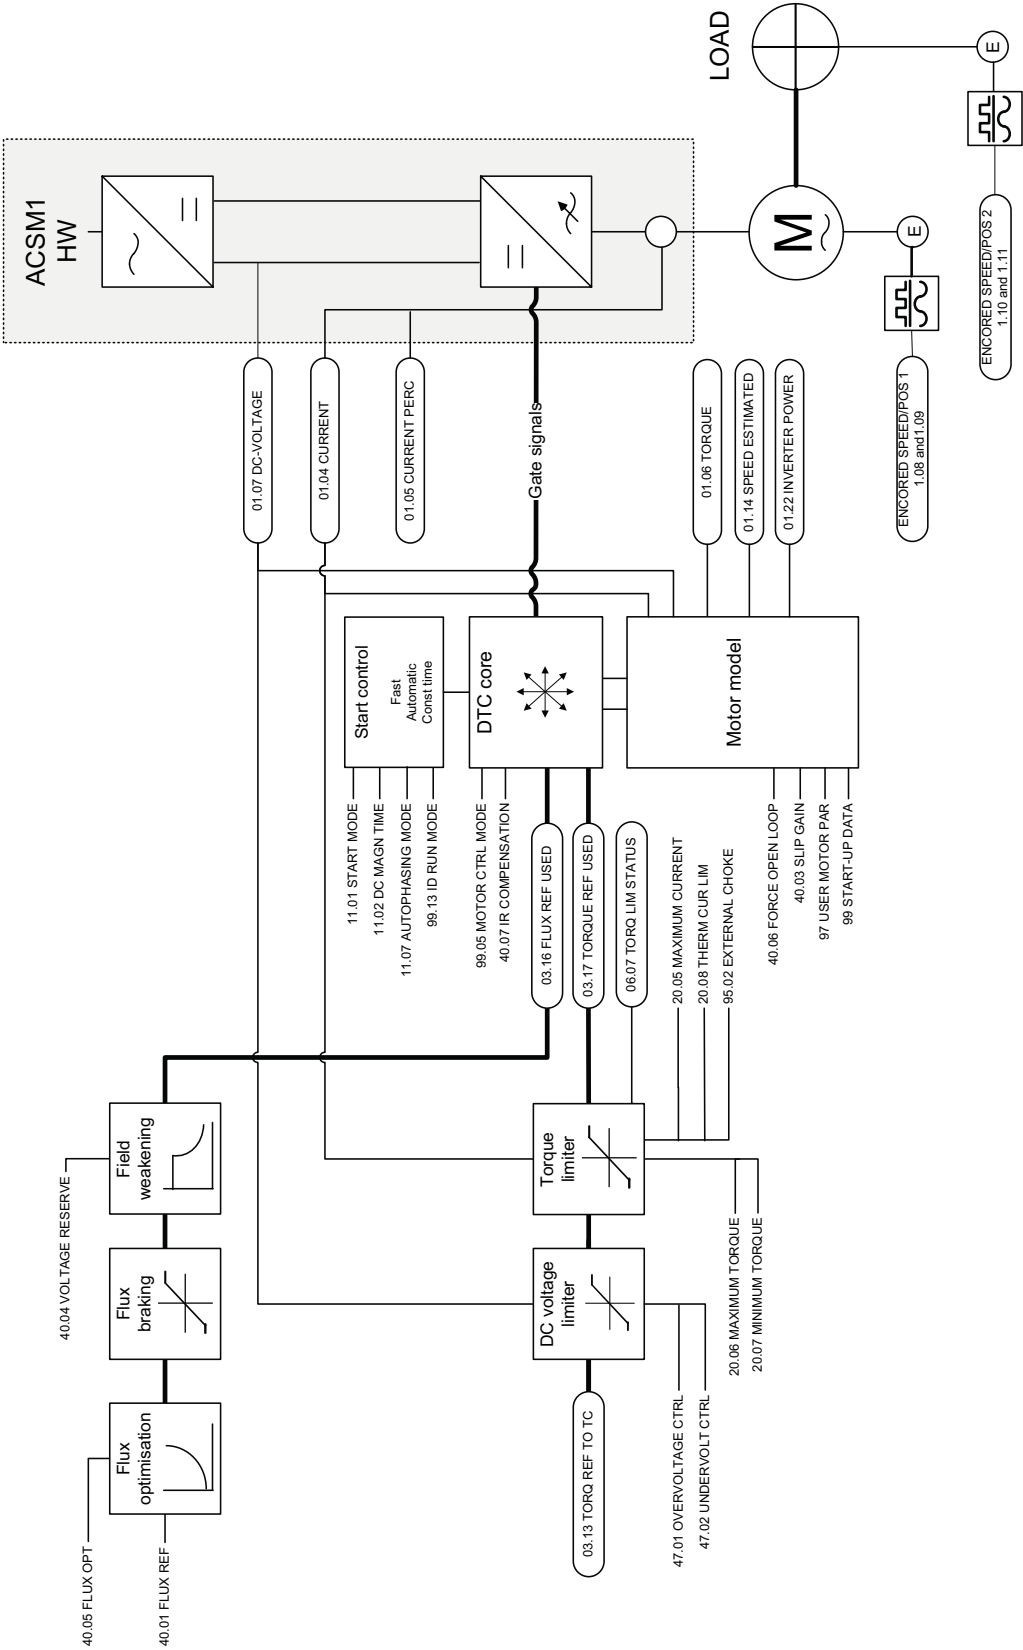 40.05 FLUX OPT
40.01 FLUX REF
Flux
optimisation
Flux
braking
40.04 VOLTAGE RESERVE
Field
weakening
03.13 TORQ REF TO TC
47.01 OVERVOLTAGE CTRL
47.02 UNDERVOLT CTRL
DC voltage
limiter
Torque
limiter
20.06 MAXIMUM TORQUE
20.07 MINIMUM TORQUE
20.05 MAXIMUM CURRENT
20.08 THERM CUR LIM
95.02 EXTERNAL CHOKE
03.16 FLUX REF USED
03.17 TORQUE REF USED
06.07 TORQ LIM STATUS
11.01 START MODE
11.02 DC MAGN TIME
11.07 AUTOPHASING MODE
99.13 ID RUN MODE
99.05 MOTOR CTRL MODE
40.07 IR COMPENSATION
40.06 FORCE OPEN LOOP
40.03 SLIP GAIN
97 USER MOTOR PAR
99 START-UP DATA
Start control
Fast
Automatic
Const time
DTC core
Motor model
01.07 DC-VOLTAGE
01.04 CURRENT
01.05 CURRENT PERC
Gate signals
01.06 TORQUE
01.14 SPEED ESTIMATED
01.22 INVERTER POWER
ENCORED SPEED/POS 1
1.08 and1.09
ENCORED SPEED/POS 2
1.10 and 1.11
ACSM1
HW
M
E
LOAD
E